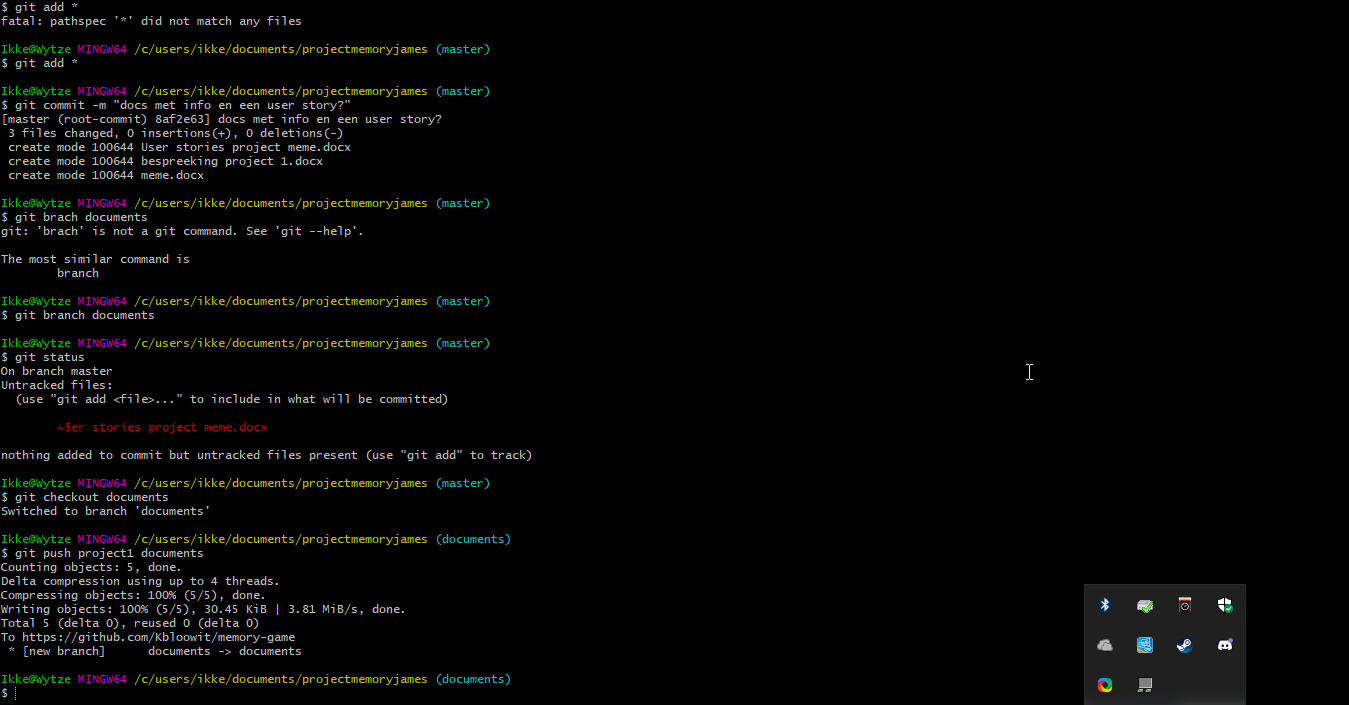 $ git add *
fatal: pathspec '*' did not match any files
Ikke@Wytze MINGW64 /c/users/ikke/documents/projectmemoryjames (master)
$ git add *
Ikke@Wytze MINGW64 /c/users/ikke/documents/projectmemoryjames (master)
$ git commit -m "docs met info en een user story?"
[master (root-commit) 8af2e63] docs met info en een user story?
3 files changed, 0 insertions(+), 0 deletions(-)
create mode 100644 User stories project meme.docx
create mode 100644 bespreeking project 1.docx
create mode 100644 meme.docx
Ikke@Wytze MINGW64 /c/users/ikke/documents/projectmemoryjames (master)
$ git brach documents
git: 'brach' is not a git command. See 'git --help'.
The most similar command is
branch
Ikke@Wytze MINGW64 /c/users/ikke/documents/projectmemoryjames (master)
$ git branch documents
Ikke@Wytze MINGW64 /c/users/ikke/documents/projectmemoryjames (master)
$ git status
On branch master
Untracked files:
(use "git add <file>..." to include in what will be committed)
~$er stories project meme.docx
nothing added to commit but untracked files present (use "git add" to track)
Ikke@Wytze MINGW64 /c/users/ikke/documents/projectmemoryjames (master)
$ git checkout documents
Switched to branch 'documents'
Ikke@Wytze MINGW64 /c/users/ikke/documents/projectmemoryjames (documents)
$ git push project1 documents
Counting objects: 5, done.
Delta compression using up to 4 threads.
Compressing objects: 100% (5/5), done.
Writing objects: 100% (5/5), 30.45 KiB | 3.81 MiB/s, done.
Total 5 (delta 0), reused 0 (delta 0)
To https://github.com/Kbloowit/memory-game
* [new branch]      documents -> documents
Ikke@Wytze MINGW64 /c/users/ikke/documents/projectmemoryjames (documents)
$